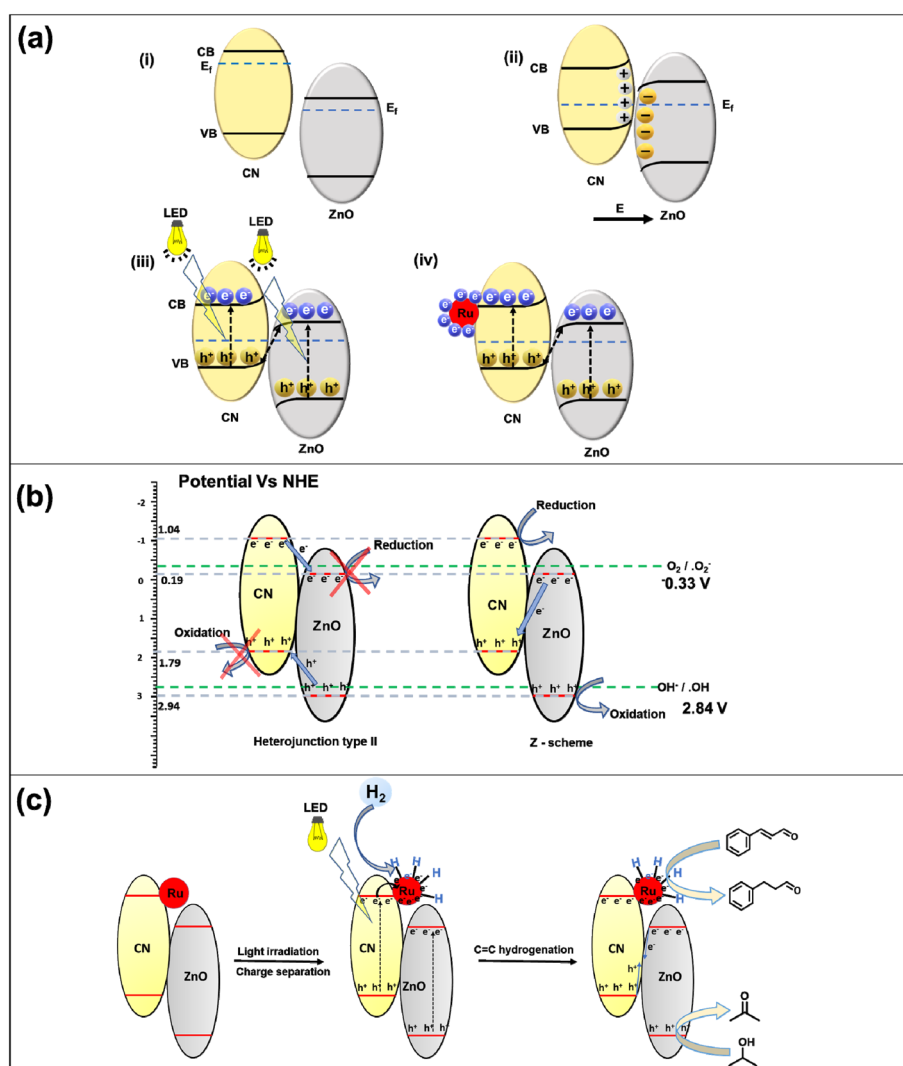 (a)
(i)
CB
Ef
VB
CN
Ef
ZnO
(ii)
CB
VB
CN
+
+
+
+
−
−
−
−
Ef
ZnO
E
LED
LED
(iii)
CB
e- e- e-
e- e- e-
VB
h+ h+ h+
h+ h+ h+
CN
ZnO
(iv)
e- e- e- e- e- e-
e- Ru
e- e- e-
e- e- e-
h+ h+ h+
h+ h+ h+
CN
ZnO
(b)
Potential Vs NHE
-2
1.04
-1
0
0.19
1
2
1.79
3
2.94
e- e- e-
e-
Reduction
e- e- e-
CN
ZnO
Oxidation
h+ h+ h+
h+
h+ h+ h+
Heterojunction type II
Reduction
e- e- e-
e- e- e-
e-
CN
ZnO
h+ h+ h+
h+ h+ h+
Oxidation
Z - scheme
O2 / .O2-
-0.33 V
OH- / .OH
2.84 V
(c)
Ru
CN
ZnO
Light irradiation
Charge separation
LED
H2
H H
H
H
Ru
e- e- e-
e- e- e-
CN
ZnO
h+ h+ h+
h+ h+ h+
C=C hydrogenation
H H
H
H
Ru
e- e- e-
e- e- e-
e-
CN
h+
ZnO
h+ h+ h+
h+ h+ h+
O
O
O
OH